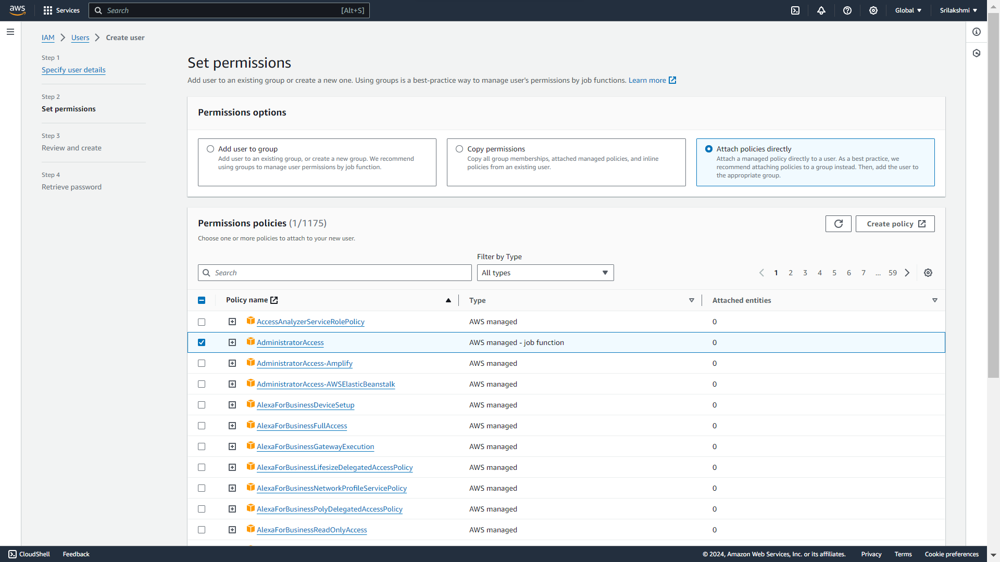 aws
Services
Search
[Alt+S]
Global
Srilakshmi
IAM
Users
Create user
Step 1
Specify user details
Step 2
Set permissions
Step 3
Review and create
Step 4
Retrieve password
Set permissions
Add user to an existing group or create a new one. Using groups is a best-practice way to manage user's permissions by job functions. Learn more
Permissions options
Add user to group
Add user to an existing group, or create a new group. We recommend
using groups to manage user permissions by job function.
Copy permissions
Copy all group memberships, attached managed policies, and inline
policies from an existing user.
Attach policies directly
Attach a managed policy directly to a user. As a best practice, we
recommend attaching policies to a group instead. Then, add the user to
the appropriate group.
Permissions policies (1/1175)
Choose one or more policies to attach to your new user.
Create policy
Filter by Type
Search
All types
1 2 3 4 5 6 7 ... 59
Policy name
Type
Attached entities
AccessAnalyzerServiceRolePolicy AWS managed 0
AdministratorAccess AWS managed - job function 0
AdministratorAccess-Amplify AWS managed 0
AdministratorAccess-AWSElasticBeanstalk AWS managed 0
AlexaForBusinessDeviceSetup AWS managed 0
AlexaForBusinessFullAccess AWS managed 0
AlexaForBusinessGatewayExecution AWS managed 0
AlexaForBusinessLifesizeDelegatedAccessPolicy AWS managed 0
AlexaForBusinessNetworkProfileServicePolicy AWS managed 0
AlexaForBusinessPolyDelegatedAccessPolicy AWS managed 0
AlexaForBusinessReadOnlyAccess AWS managed 0
CloudShell
Feedback
© 2024, Amazon Web Services, Inc. or its affiliates.
Privacy
Terms
Cookie preferences